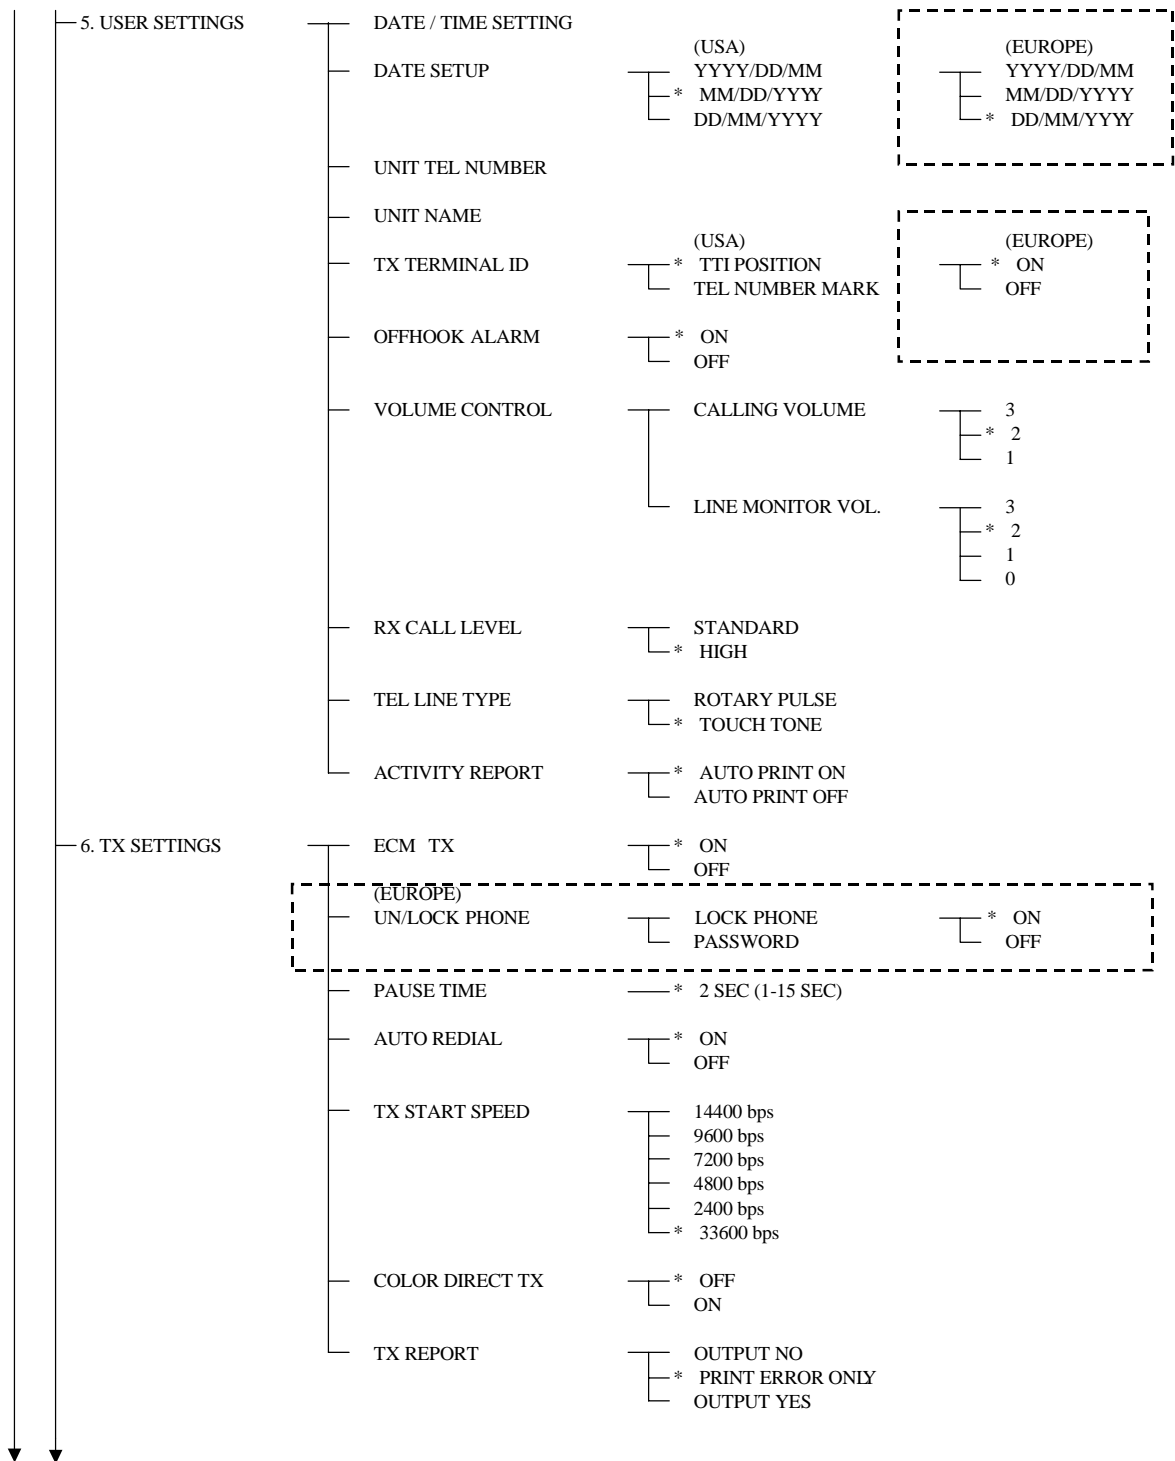 5. USER SETTINGS DATE / TIME SETTING
(USA) (EUROPE)
DATE SETUP YYYY/DD/MM YYYY/DD/MM
* MM/DD/YYYY MM/DD/YYYY
DD/MM/YYYY * DD/MM/YYYY
UNIT TEL NUMBER
UNIT NAME
(USA) (EUROPE)
TX TERMINAL ID * TTI POSITION * ON
TEL NUMBER MARK OFF
OFFHOOK ALARM * ON
OFF
VOLUME CONTROL CALLING VOLUME 3
* 2
1
LINE MONITOR VOL. 3
* 2
1
0
RX CALL LEVEL STANDARD
* HIGH
TEL LINE TYPE ROTARY PULSE
* TOUCH TONE
ACTIVITY REPORT * AUTO PRINT ON
AUTO PRINT OFF
6. TX SETTINGS ECM TX * ON
OFF
(EUROPE)
UN/LOCK PHONE LOCK PHONE * ON
PASSWORD OFF
PAUSE TIME * 2 SEC (1-15 SEC)
AUTO REDIAL * ON
OFF
TX START SPEED 14400 bps
9600 bps
7200 bps
4800 bps
2400 bps
* 33600 bps
COLOR DIRECT TX * OFF
ON
TX REPORT OUTPUT NO
* PRINT ERROR ONLY
OUTPUT YES